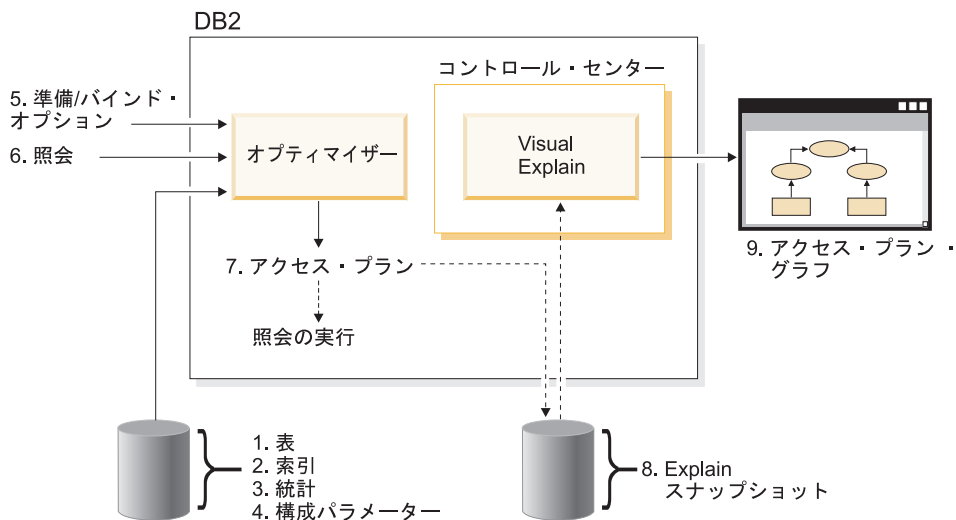 DB2
コントロール・センター
5. 準備/バインド・
オプション
6. 照会
オプティマイザー
Visual
Explain
7. アクセス・プラン
照会の実行
9. アクセス・プラン・
グラフ
1. 表
2. 索引
3. 統計
4. 構成パラメーター
8. Explain
スナップショット